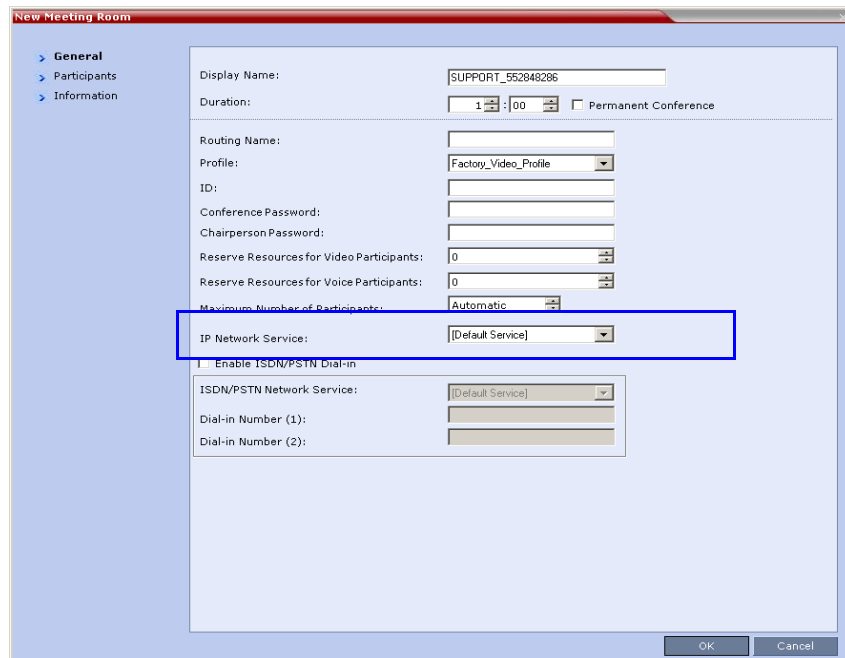 New Meeting Room
General
Participants
Information
Display Name: SUPPORT_552848286
Duration: 1 : 00 Permanent Conference
Routing Name:
Profile: Factory_Video_Profile
ID:
Conference Password:
Chairperson Password:
Reserve Resources for Video Participants: 0
Reserve Resources for Voice Participants: 0
Maximum Number of Participants: Automatic
IP Network Service: [Default Service]
Enable ISDN/PSTN Dial-in
ISDN/PSTN Network Service: [Default Service]
Dial-in Number (1):
Dial-in Number (2):
OK Cancel